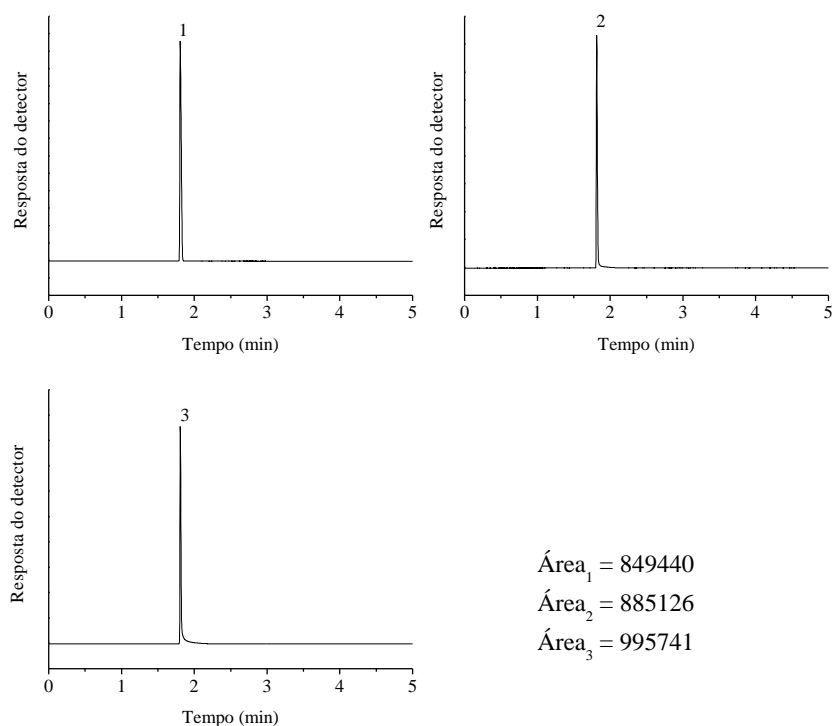 1
Resposta do detector
0 1 2 3 4 5
Tempo (min)
2
Resposta do detector
0 1 2 3 4 5
Tempo (min)
3
Resposta do detector
0 1 2 3 4 5
Tempo (min)
Área1 = 849440
Área2 = 885126
Área3 = 995741